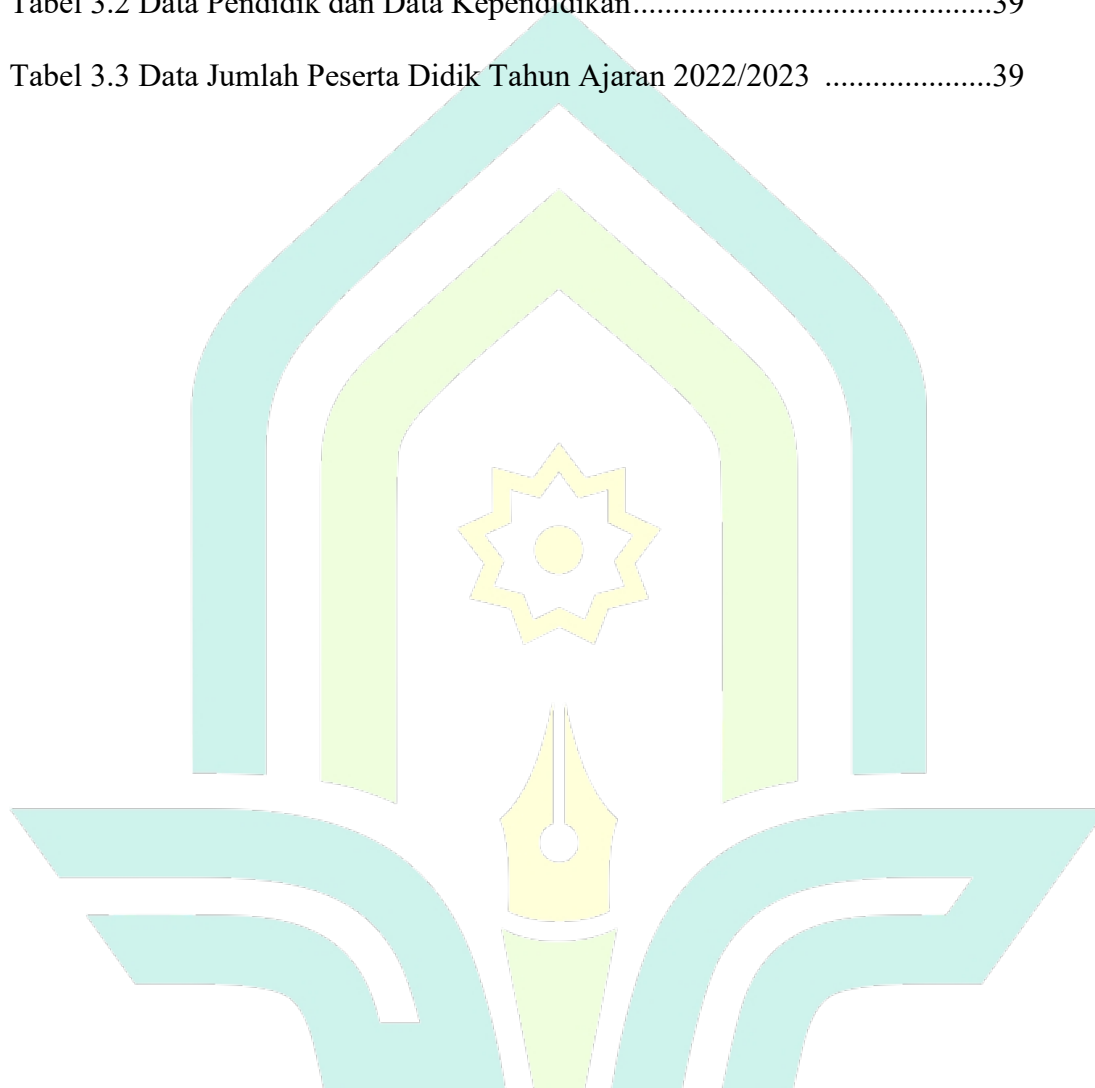 Tabel 3.2 Data Pendidik dan Data Kependidikan............................................39
Tabel 3.3 Data Jumlah Peserta Didik Tahun Ajaran 2022/2023 ....................39